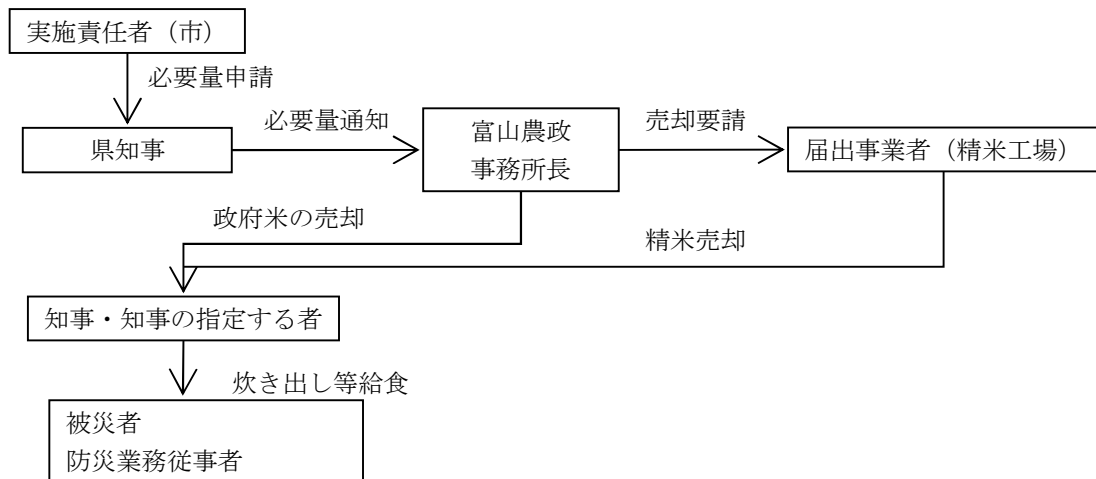 実施責任者（市）
必要量申請
県知事
必要量通知
富山農政
事務所長
売却要請
届出事業者（精米工場）
政府米の売却
精米売却
知事・知事の指定する者
炊き出し等給食
被災者
防災業務従事者